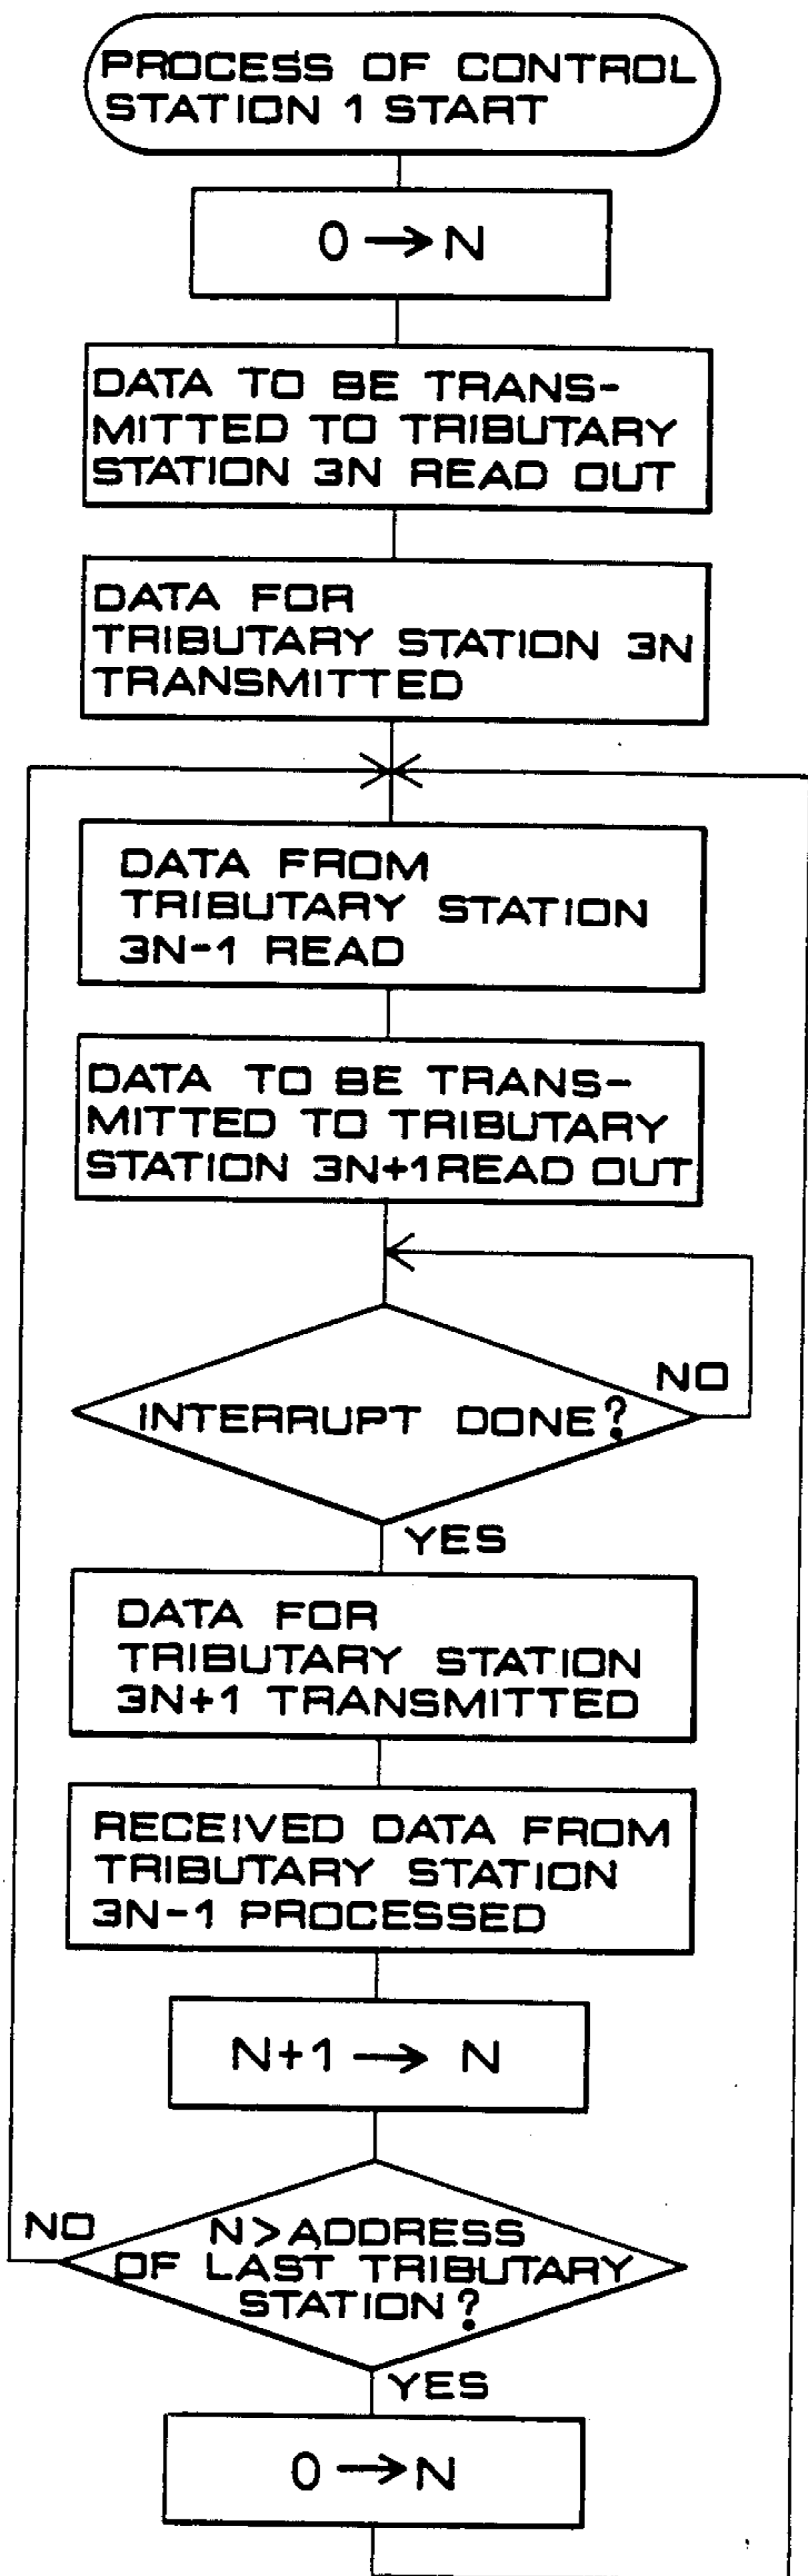 PROCESS OF CONTROL
STATION 1 START
0 → N
DATA TO BE TRANS-
MITTED TO TRIBUTARY
STATION 3N READ OUT
DATA FOR
TRIBUTARY STATION 3N
TRANSMITTED
DATA FROM
TRIBUTARY STATION
3N-1 READ
DATA TO BE TRANS-
MITTED TO TRIBUTARY
STATION 3N+1 READ OUT
NO
INTERRUPT DONE?
YES
DATA FOR
TRIBUTARY STATION
3N+1 TRANSMITTED
RECEIVED DATA FROM
TRIBUTARY STATION
3N-1 PROCESSED
N+1 → N
NO
N>ADDRESS
OF LAST TRIBUTARY
STATION?
YES
0 → N